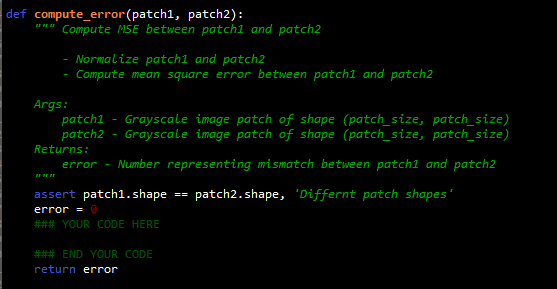 def compute_error(patch1, patch2):
""" Compute MSE between patch1 and patch2
- Normalize patch1 and patch2
- Compute mean square error between patch1 and patch2
Args:
patch1 - Grayscale image patch of shape (patch_size, patch_size)
patch2 - Grayscale image patch of shape (patch_size, patch_size)
Returns:
error - Number representing mismatch between patch1 and patch2
"""
assert patch1.shape == patch2.shape, 'Differnt patch shapes'
error = 0
### YOUR CODE HERE
### END YOUR CODE
return error